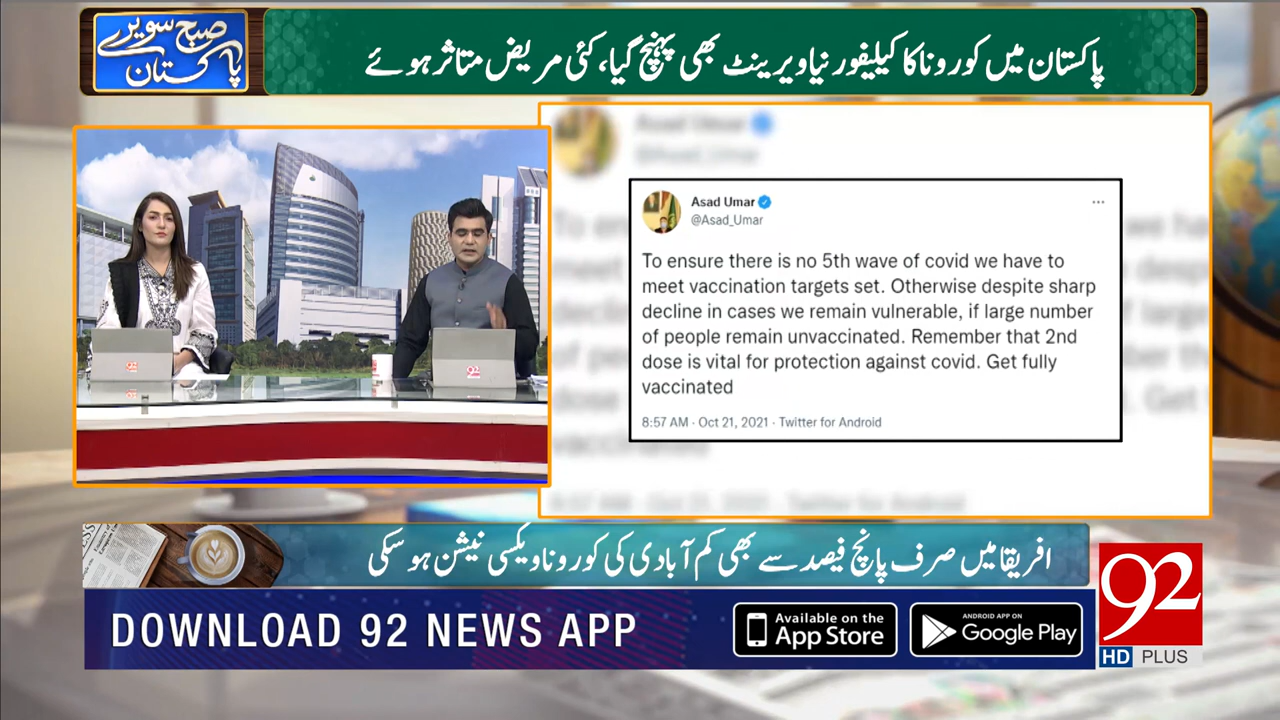 صبح سویرے
پاکستان
پاکستان میں کورونا کا کیلیفورنیا ویرینٹ بھی پہنچ گیا، کئی مریض متاثر ہوئے
Asad Umar
@Asad_Umar
Asad Umar
@Asad_Umar
To ensure there is no 5th wave of covid we have to
meet vaccination targets set. Otherwise despite sharp
decline in cases we remain vulnerable, if large number
of people remain unvaccinated. Remember that 2nd
dose is vital for protection against covid. Get fully
vaccinated
8:57 AM · Oct 21, 2021 · Twitter for Android
92
92
افریقا میں صرف پانچ فیصد سے بھی کم آبادی کی کورونا ویکسی نیشن ہو سکی
DOWNLOAD 92 NEWS APP
Available on the
App Store
ANDROID APP ON
Google Play
92
HD PLUS